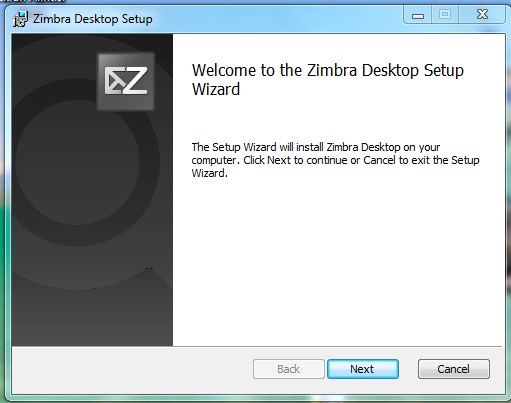 Zimbra Desktop Setup
Welcome to the Zimbra Desktop Setup
Wizard
The Setup Wizard will install Zimbra Desktop on your
computer. Click Next to continue or Cancel to exit the Setup
Wizard.
Back
Next
Cancel